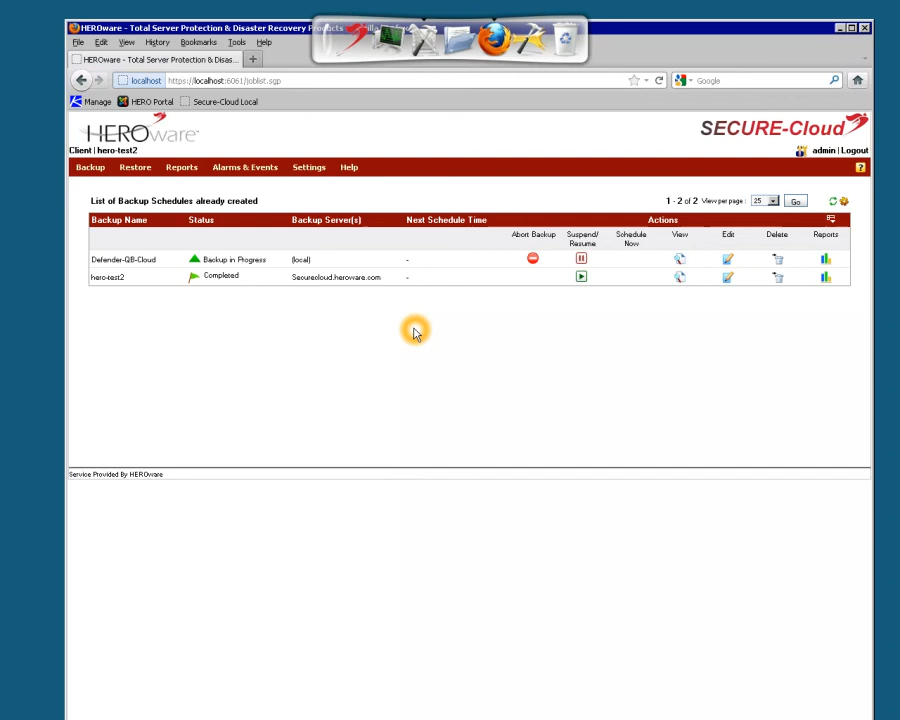 HEROware - Total Server Protection & Disaster Recovery Products
File Edit View History Bookmarks Tools Help
HEROware - Total Server Protection & Disas... +
localhost https://localhost:6061/joblist.sgp Google
Manage HERO Portal Secure-Cloud Local
HEROware SECURE-Cloud
Client | hero-test2 admin | Logout
Backup Restore Reports Alarms & Events Settings Help ?
List of Backup Schedules already created 1 - 2 of 2 View per page : 25 Go
Backup Name Status Backup Server(s) Next Schedule Time Actions
Abort Backup Suspend/ Schedule View Edit Delete Reports
Resume Now
Defender-QB-Cloud Backup in Progress (local) -
hero-test2 Completed Securecloud.heroware.com -
Service Provided By HEROware